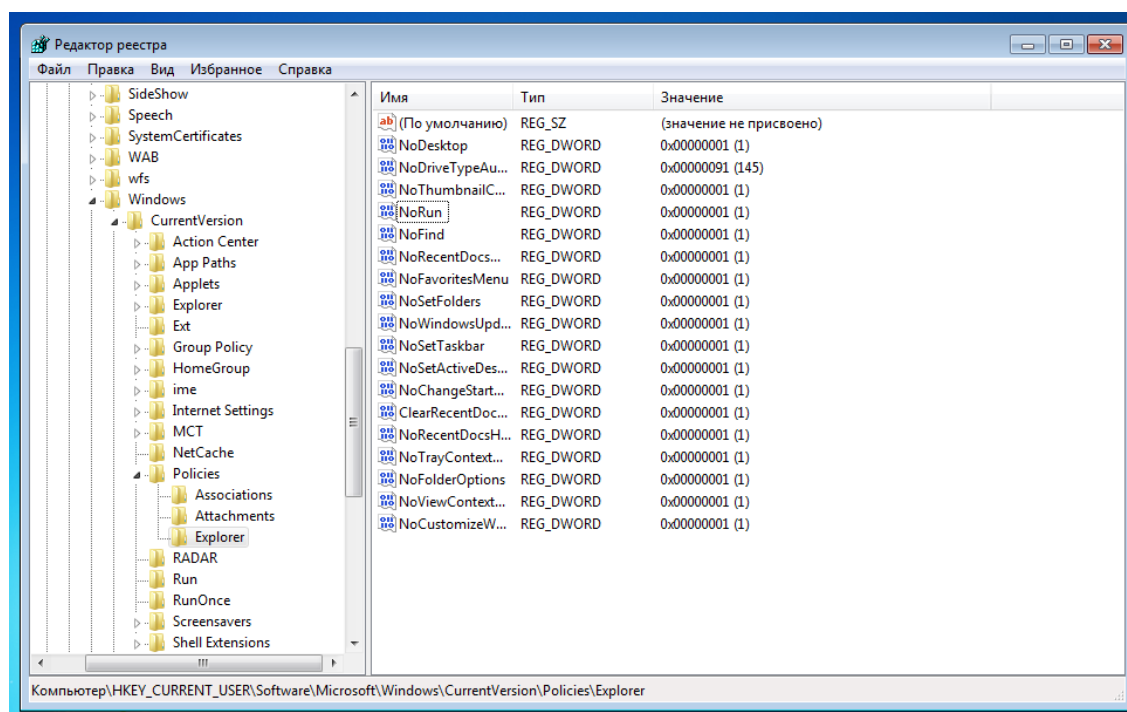 Редактор реестра
Файл Правка Вид Избранное Справка
SideShow
Speech
SystemCertificates
WAB
wfs
Windows
CurrentVersion
Action Center
App Paths
Applets
Explorer
Ext
Group Policy
HomeGroup
ime
Internet Settings
MCT
NetCache
Policies
Associations
Attachments
Explorer
RADAR
Run
RunOnce
Screensavers
Shell Extensions
Имя Тип Значение
(По умолчанию) REG_SZ (значение не присвоено)
NoDesktop REG_DWORD 0x00000001 (1)
NoDriveTypeAu... REG_DWORD 0x00000091 (145)
NoThumbnailC... REG_DWORD 0x00000001 (1)
NoRun REG_DWORD 0x00000001 (1)
NoFind REG_DWORD 0x00000001 (1)
NoRecentDocs... REG_DWORD 0x00000001 (1)
NoFavoritesMenu REG_DWORD 0x00000001 (1)
NoSetFolders REG_DWORD 0x00000001 (1)
NoWindowsUpd... REG_DWORD 0x00000001 (1)
NoSetTaskbar REG_DWORD 0x00000001 (1)
NoSetActiveDes... REG_DWORD 0x00000001 (1)
NoChangeStart... REG_DWORD 0x00000001 (1)
ClearRecentDoc... REG_DWORD 0x00000001 (1)
NoRecentDocsH... REG_DWORD 0x00000001 (1)
NoTrayContext... REG_DWORD 0x00000001 (1)
NoFolderOptions REG_DWORD 0x00000001 (1)
NoViewContext... REG_DWORD 0x00000001 (1)
NoCustomizeW... REG_DWORD 0x00000001 (1)
Компьютер\HKEY_CURRENT_USER\Software\Microsoft\Windows\CurrentVersion\Policies\Explorer